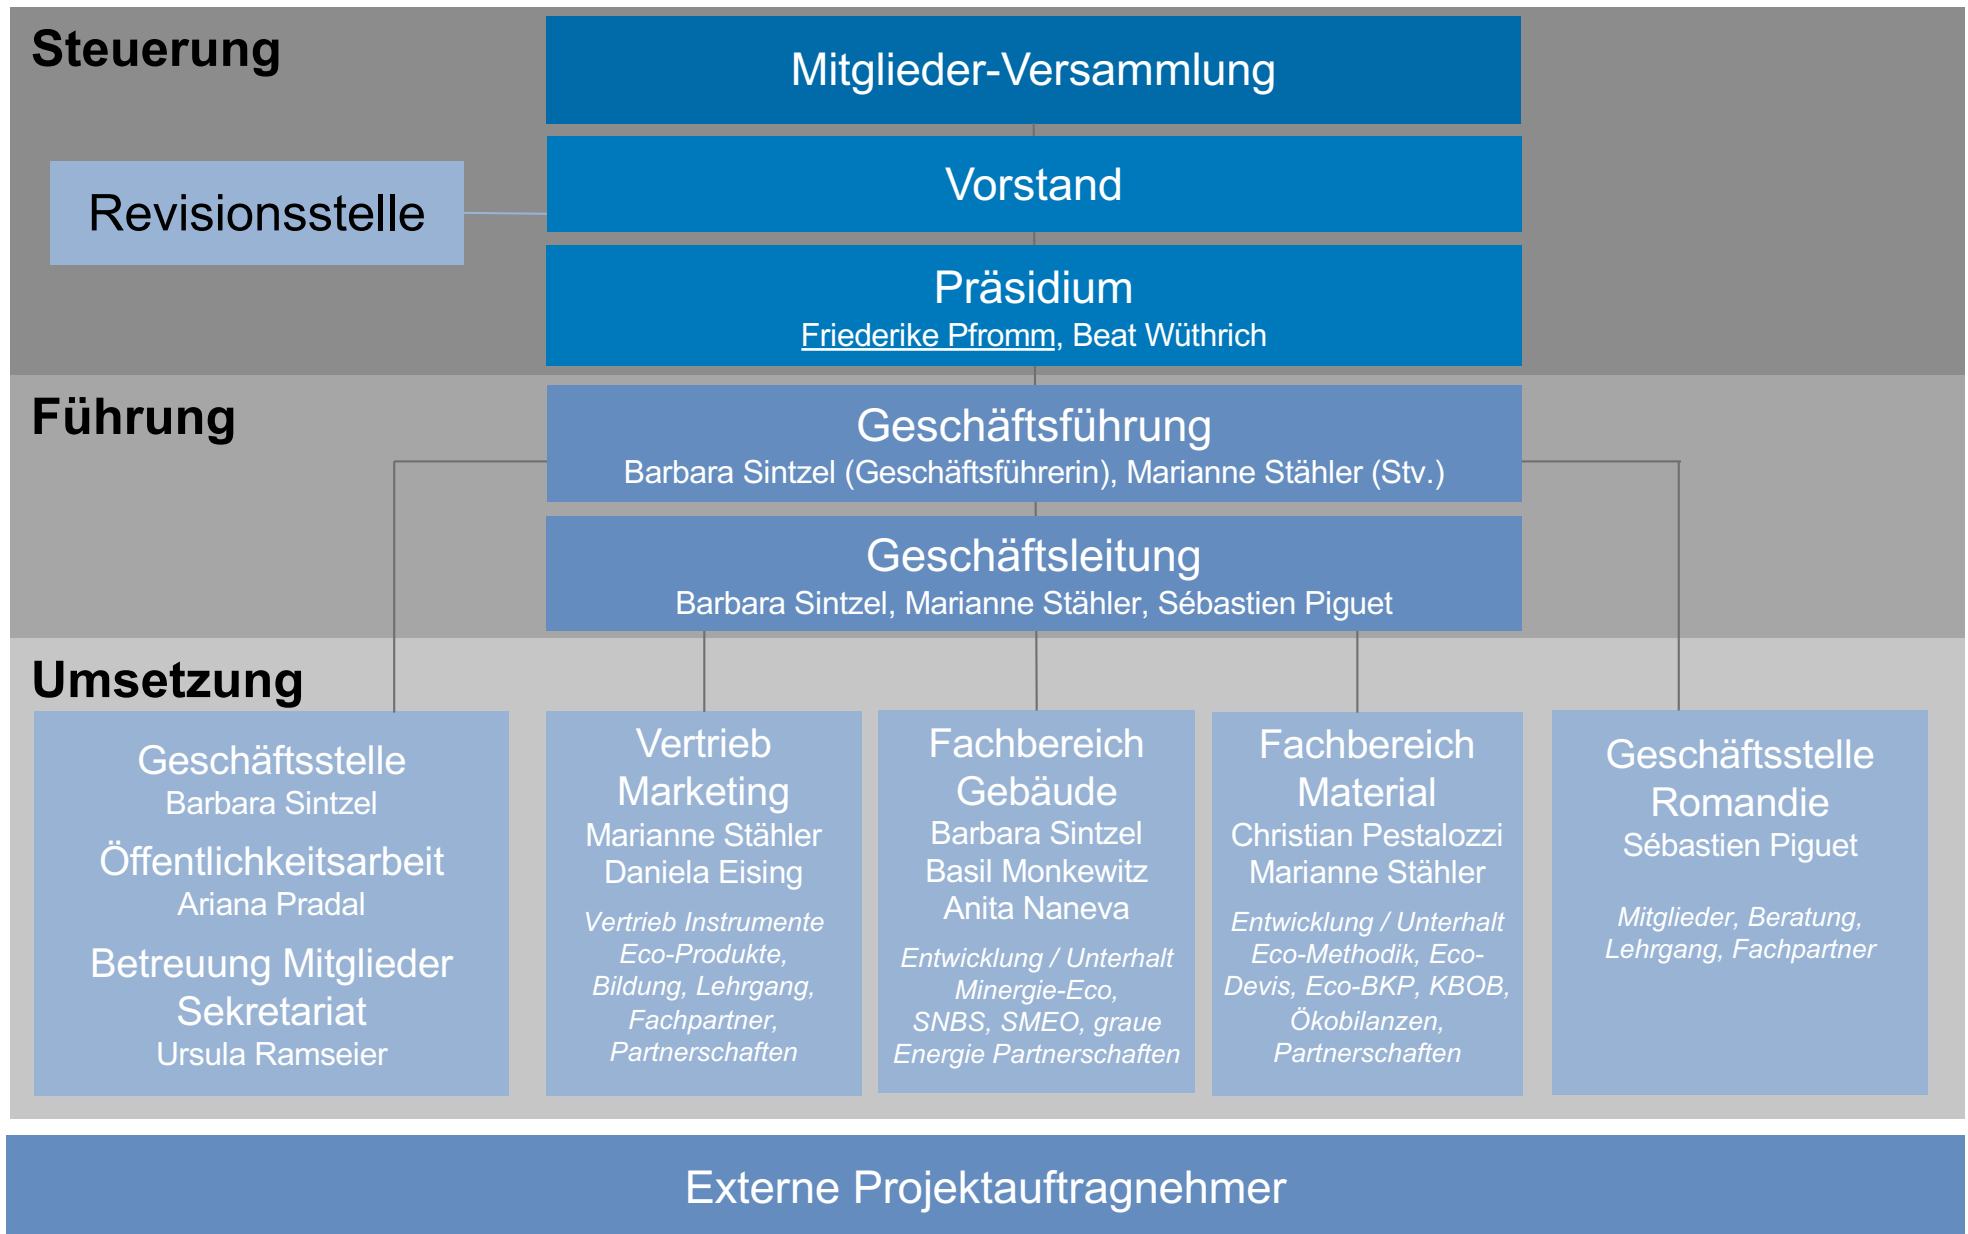 Steuerung
Mitglieder-Versammlung
Vorstand
Revisionsstelle
Präsidium
Friederike Pfromm, Beat Wüthrich
Führung
Geschäftsführung
Barbara Sintzel (Geschäftsführerin), Marianne Stähler (Stv.)
Geschäftsleitung
Barbara Sintzel, Marianne Stähler, Sébastien Piguet
Umsetzung
Geschäftsstelle
Barbara Sintzel
Öffentlichkeitsarbeit
Ariana Pradal
Betreuung Mitglieder
Sekretariat
Ursula Ramseier
Vertrieb
Marketing
Marianne Stähler
Daniela Eising
Vertrieb Instrumente
Eco-Produkte,
Bildung, Lehrgang,
Fachpartner,
Partnerschaften
Fachbereich
Gebäude
Barbara Sintzel
Basil Monkewitz
Anita Naneva
Entwicklung / Unterhalt
Minergie-Eco,
SNBS, SMEO, graue
Energie Partnerschaften
Fachbereich
Material
Christian Pestalozzi
Marianne Stähler
Entwicklung / Unterhalt
Eco-Methodik, Eco-
Devis, Eco-BKP, KBOB,
Ökobilanzen,
Partnerschaften
Geschäftsstelle
Romandie
Sébastien Piguet
Mitglieder, Beratung,
Lehrgang, Fachpartner
Externe Projektauftragnehmer